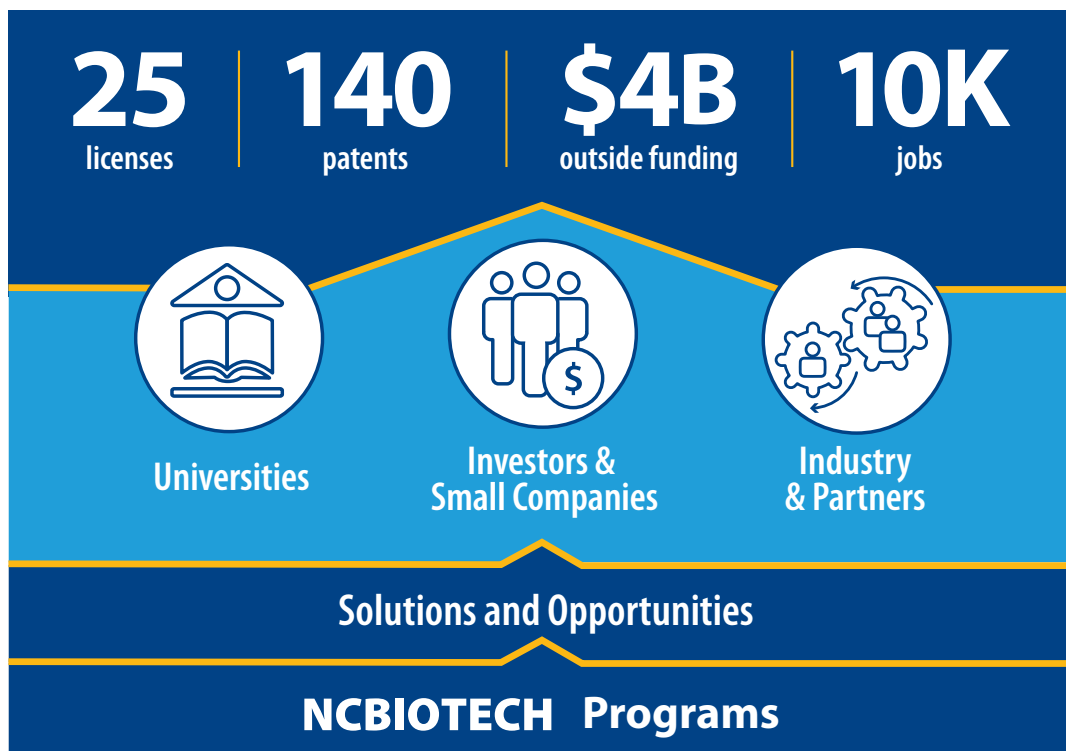 25
licenses
140
patents
$4B
outside funding
10K
jobs
$
Universities
Investors &
Small Companies
Industry
& Partners
Solutions and Opportunities
NCBIOTECH Programs